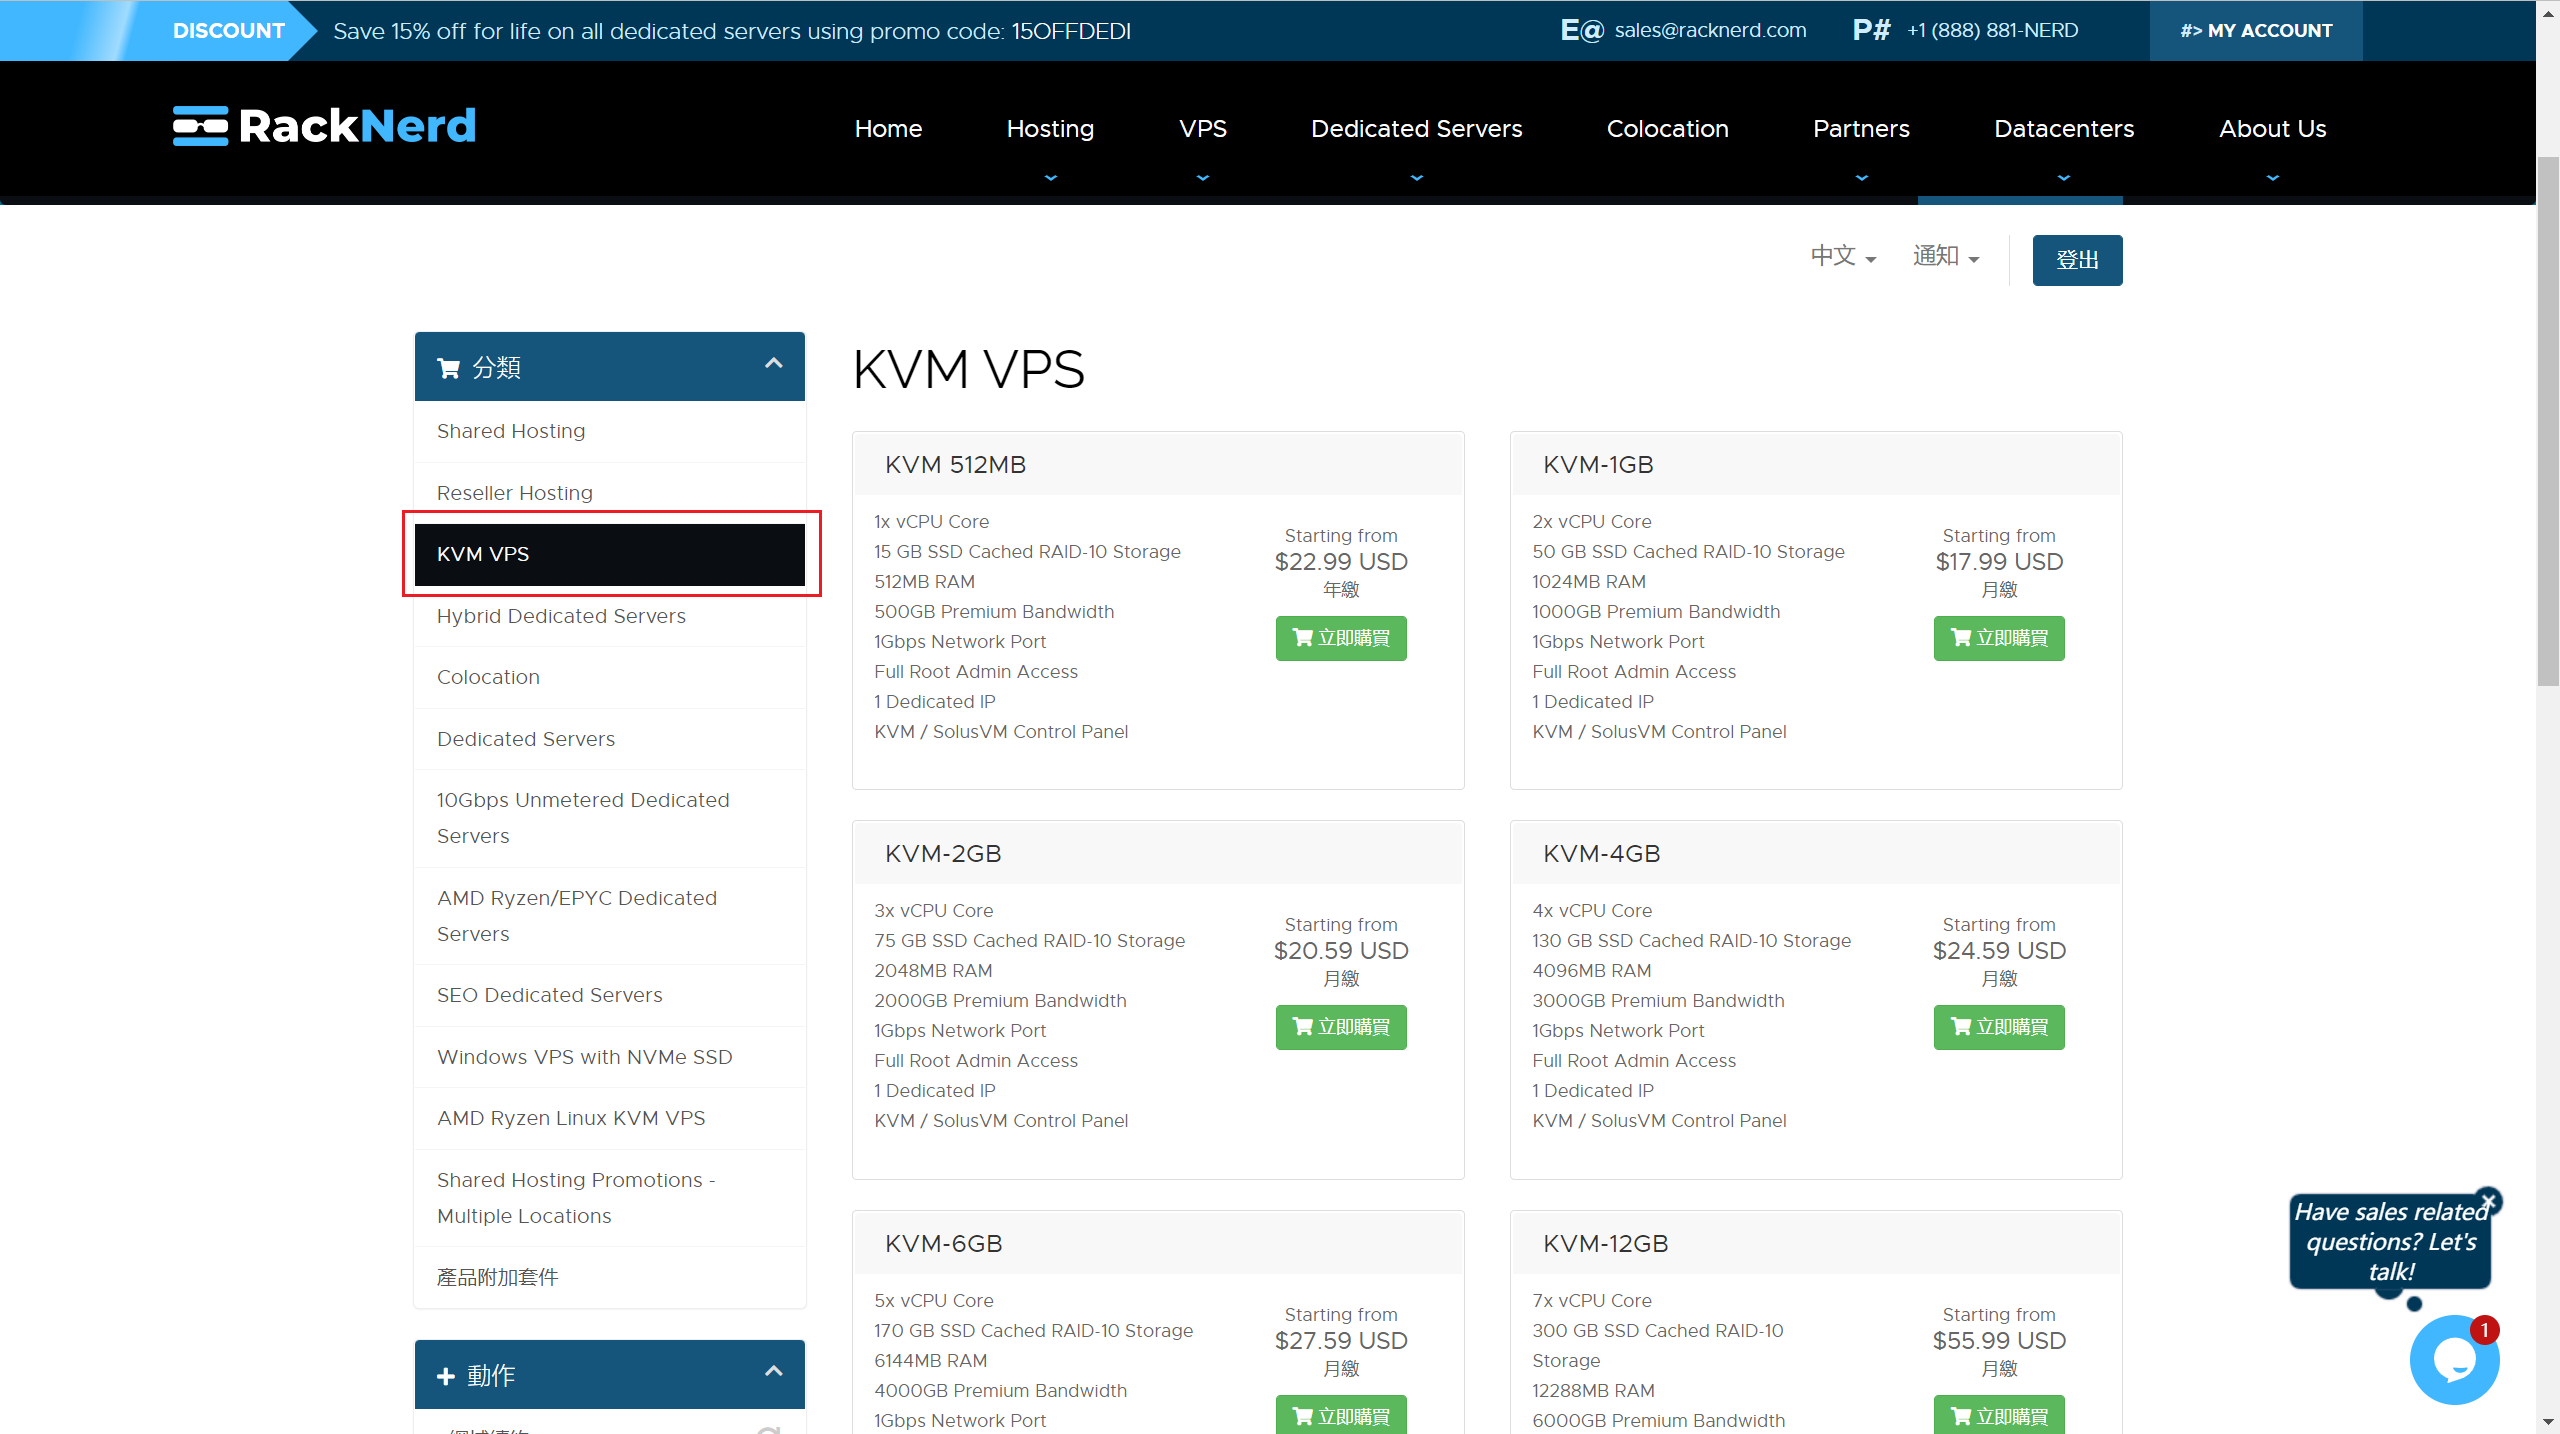 DISCOUNT
Save 15% off for life on all dedicated servers using promo code: 15OFFDEDI
E@ sales@racknerd.com
P# +1 (888) 881-NERD
#> MY ACCOUNT
RackNerd
Home
Hosting
VPS
Dedicated Servers
Colocation
Partners
Datacenters
About Us
中文
通知
登出
分類
Shared Hosting
Reseller Hosting
KVM VPS
Hybrid Dedicated Servers
Colocation
Dedicated Servers
10Gbps Unmetered Dedicated
Servers
AMD Ryzen/EPYC Dedicated
Servers
SEO Dedicated Servers
Windows VPS with NVMe SSD
AMD Ryzen Linux KVM VPS
Shared Hosting Promotions -
Multiple Locations
產品附加套件
動作
KVM VPS
KVM 512MB
1x vCPU Core
15 GB SSD Cached RAID-10 Storage
512MB RAM
500GB Premium Bandwidth
1Gbps Network Port
Full Root Admin Access
1 Dedicated IP
KVM / SolusVM Control Panel
Starting from
$22.99 USD
年繳
立即購買
KVM-1GB
2x vCPU Core
50 GB SSD Cached RAID-10 Storage
1024MB RAM
1000GB Premium Bandwidth
1Gbps Network Port
Full Root Admin Access
1 Dedicated IP
KVM / SolusVM Control Panel
Starting from
$17.99 USD
月繳
立即購買
KVM-2GB
3x vCPU Core
75 GB SSD Cached RAID-10 Storage
2048MB RAM
2000GB Premium Bandwidth
1Gbps Network Port
Full Root Admin Access
1 Dedicated IP
KVM / SolusVM Control Panel
Starting from
$20.59 USD
月繳
立即購買
KVM-4GB
4x vCPU Core
130 GB SSD Cached RAID-10 Storage
4096MB RAM
3000GB Premium Bandwidth
1Gbps Network Port
Full Root Admin Access
1 Dedicated IP
KVM / SolusVM Control Panel
Starting from
$24.59 USD
月繳
立即購買
KVM-6GB
5x vCPU Core
170 GB SSD Cached RAID-10 Storage
6144MB RAM
4000GB Premium Bandwidth
1Gbps Network Port
Starting from
$27.59 USD
月繳
立即購買
KVM-12GB
7x vCPU Core
300 GB SSD Cached RAID-10
Storage
12288MB RAM
6000GB Premium Bandwidth
Starting from
$55.99 USD
月繳
立即購買
Have sales related
questions? Let's
talk!
1